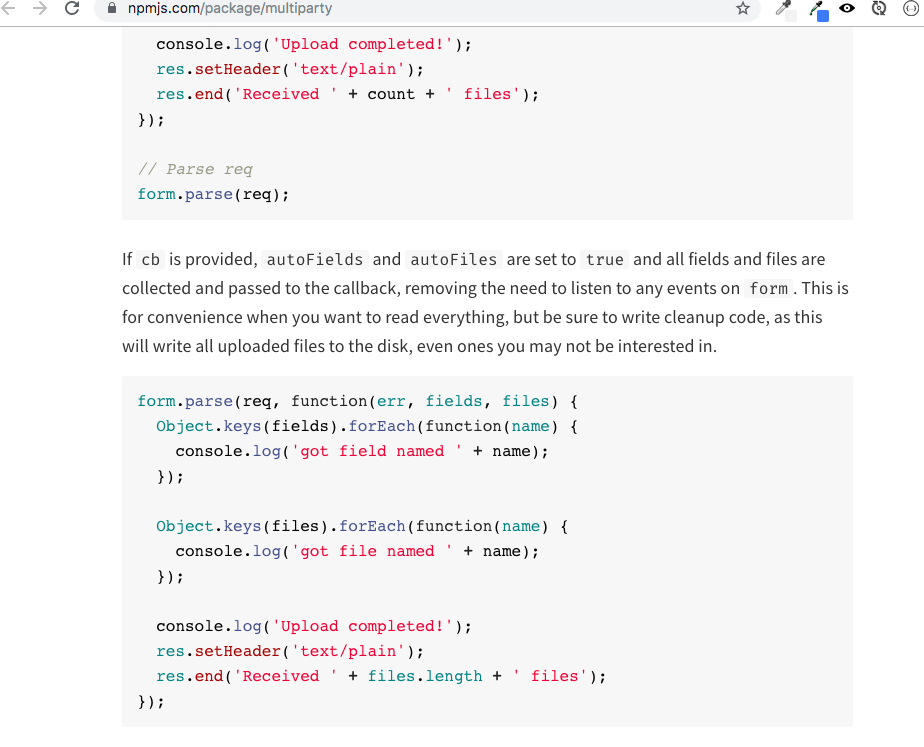 npmjs.com/package/multiparty
console.log('Upload completed!');
res.setHeader('text/plain');
res.end('Received ' + count + ' files');
});
// Parse req
form.parse(req);
If cb is provided, autoFields and autoFiles are set to true and all fields and files are
collected and passed to the callback, removing the need to listen to any events on form. This is
for convenience when you want to read everything, but be sure to write cleanup code, as this
will write all uploaded files to the disk, even ones you may not be interested in.
form.parse(req, function(err, fields, files) {
Object.keys(fields).forEach(function(name) {
console.log('got field named ' + name);
});
Object.keys(files).forEach(function(name) {
console.log('got file named ' + name);
});
console.log('Upload completed!');
res.setHeader('text/plain');
res.end('Received ' + files.length + ' files');
});